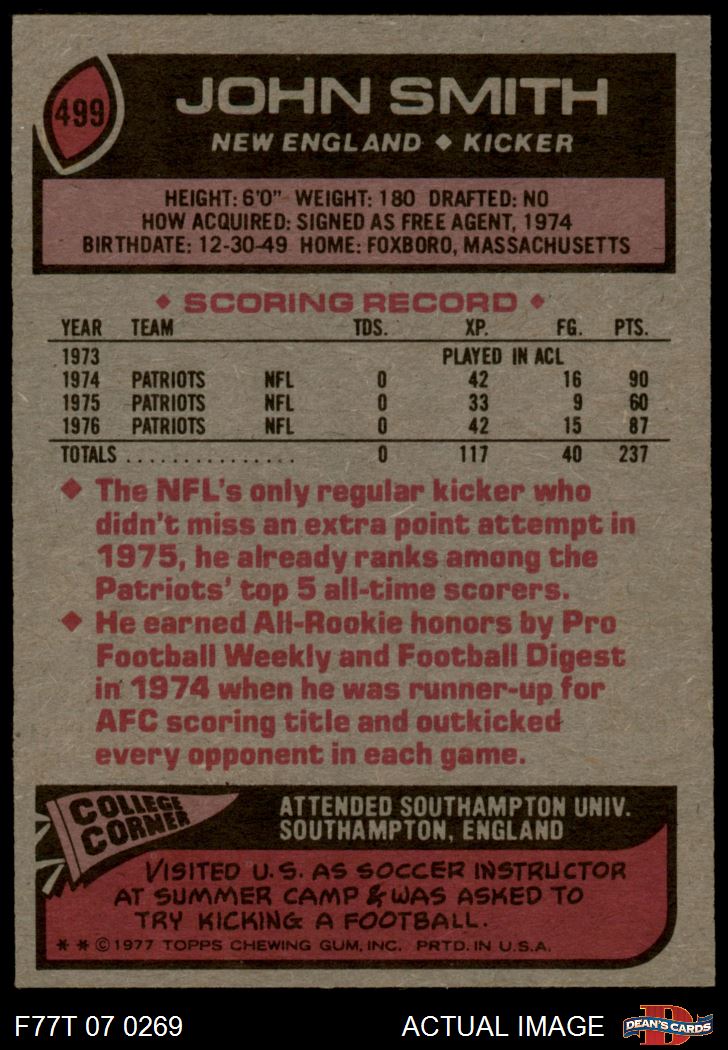 499
JOHN SMITH
NEW ENGLAND ◆ KICKER
HEIGHT: 6'0" WEIGHT: 180 DRAFTED: NO
HOW ACQUIRED: SIGNED AS FREE AGENT, 1974
BIRTHDATE: 12-30-49 HOME: FOXBORO, MASSACHUSETTS
◆ SCORING RECORD ◆
YEAR TEAM TDS. XP. FG. PTS.
1973 PLAYED IN ACL
1974 PATRIOTS NFL 0 42 16 90
1975 PATRIOTS NFL 0 33 9 60
1976 PATRIOTS NFL 0 42 15 87
TOTALS . . . . . . . . . . . . . . . 0 117 40 237
◆ The NFL's only regular kicker who
didn't miss an extra point attempt in
1975, he already ranks among the
Patriots' top 5 all-time scorers.
◆ He earned All-Rookie honors by Pro
Football Weekly and Football Digest
in 1974 when he was runner-up for
AFC scoring title and outkicked
every opponent in each game.
COLLEGE
CORNER
ATTENDED SOUTHAMPTON UNIV.
SOUTHAMPTON, ENGLAND
VISITED U.S. AS SOCCER INSTRUCTOR
AT SUMMER CAMP & WAS ASKED TO
TRY KICKING A FOOTBALL.
* * © 1977 TOPPS CHEWING GUM, INC. PRTD. IN U.S.A.
F77T 07 0269
ACTUAL IMAGE
D
DEAN'S CARDS